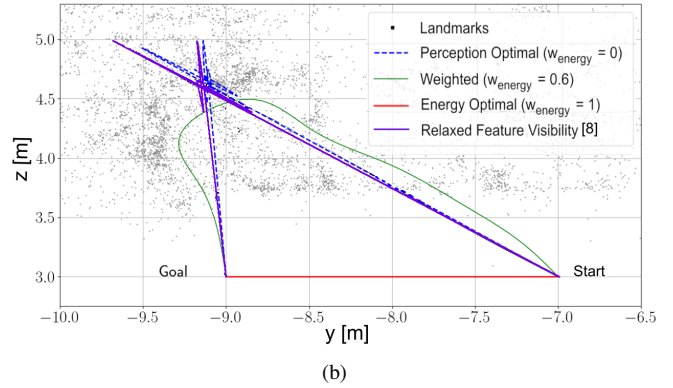 5.0
4.5
4.0
3.5
3.0
z [m]
Landmarks
Perception Optimal (w_energy = 0)
Weighted (w_energy = 0.6)
Energy Optimal (w_energy = 1)
Relaxed Feature Visibility [8]
Goal
Start
−10.0 −9.5 −9.0 −8.5 −8.0 −7.5 −7.0 −6.5
y [m]
(b)